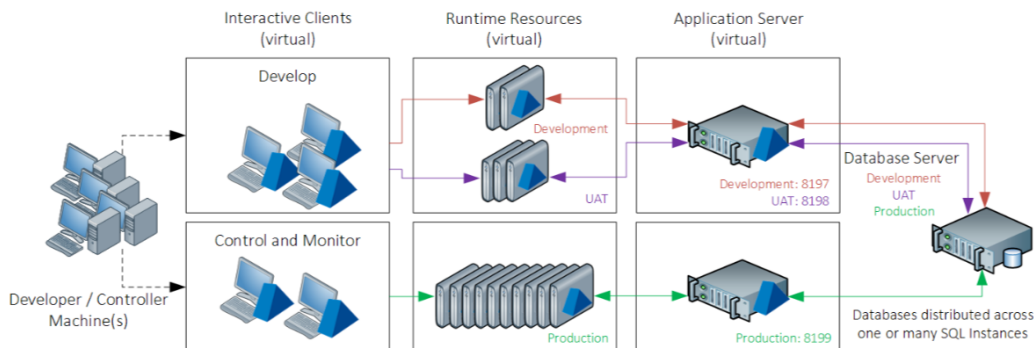 Interactive Clients
(virtual)
Runtime Resources
(virtual)
Application Server
(virtual)
Develop
Development
UAT
Development: 8197
UAT: 8198
Database Server
Development
UAT
Production
Control and Monitor
Production
Production: 8199
Developer / Controller
Machine(s)
Databases distributed across
one or many SQL Instances